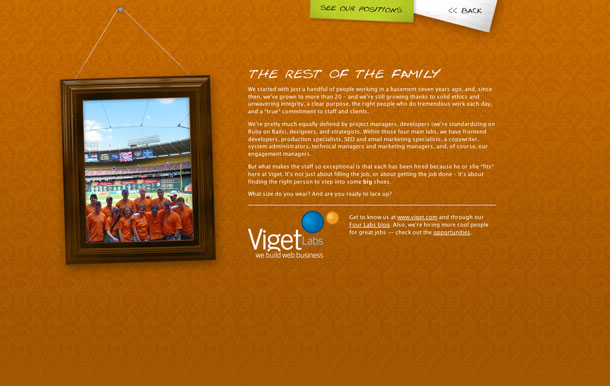 SEE OUR POSITIONS
<< BACK
THE REST OF THE FAMILY
We started with just a handful of people working in a basement seven years ago, and, since
then, we've grown to more than 20 – and we're still growing thanks to solid ethics and
unwavering integrity, a clear purpose, the right people who do tremendous work each day,
and a "true" commitment to staff and clients.
We're pretty much equally defined by project managers, developers (we're standardizing on
Ruby on Rails), designers, and strategists. Within those four main labs, we have frontend
developers, production specialists, SEO and email marketing specialists, a copywriter,
system administrators, technical managers and marketing managers, and, of course, our
engagement managers.
But what makes the staff so exceptional is that each has been hired because he or she "fits"
here at Viget. It's not just about filling the job, or about getting the job done – it's about
finding the right person to step into some big shoes.
What size do you wear? And are you ready to lace up?
Viget Labs
we build web business
Get to know us at www.viget.com and through our
Four Labs blog. Also, we're hiring more cool people
for great jobs — check out the opportunities.